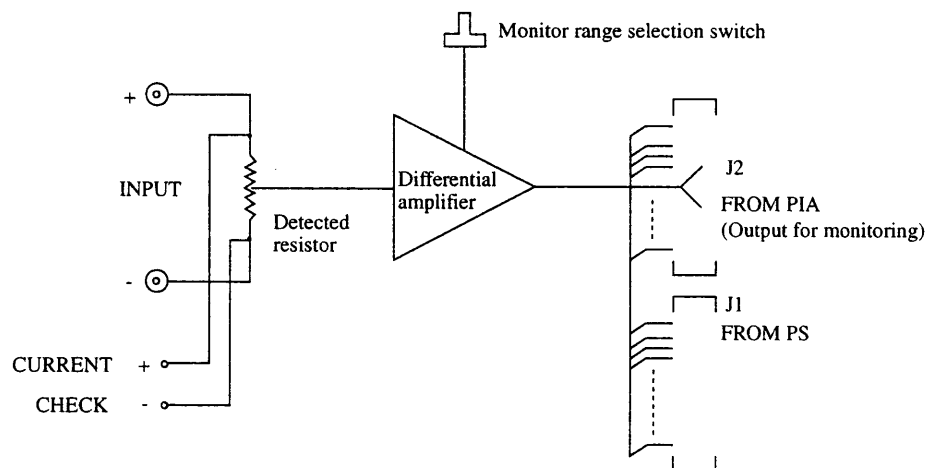 Monitor range selection switch
+
INPUT
-
Detected
resistor
Differential
amplifier
J2
FROM PIA
(Output for monitoring)
J1
FROM PS
CURRENT +
CHECK -